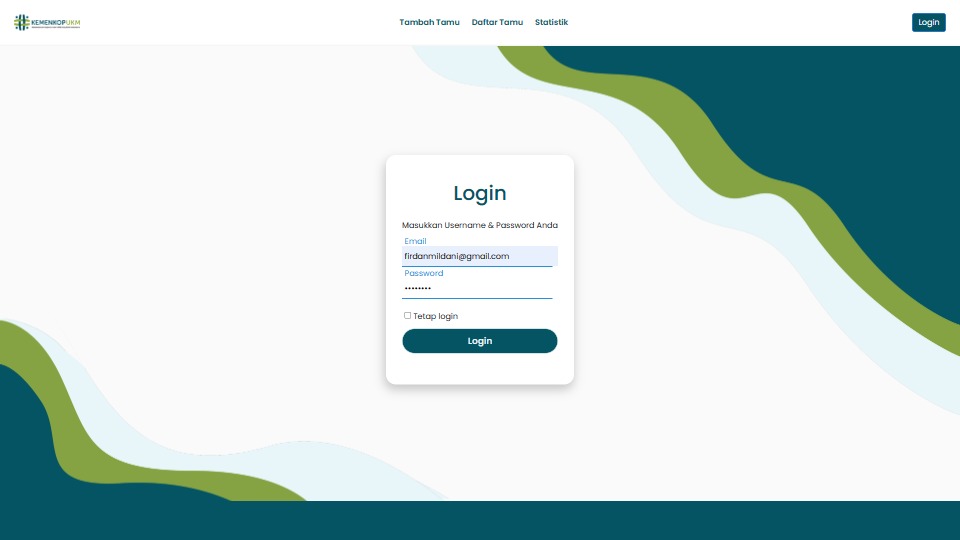 KEMENKOPUKM
Tambah Tamu Daftar Tamu Statistik
Login
Login
Masukkan Username & Password Anda
Email
firdanmildani@gmail.com
Password
••••••••
Tetap login
Login